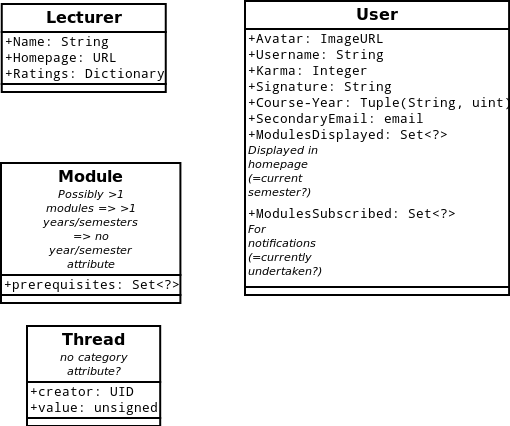 Lecturer
+Name: String
+Homepage: URL
+Ratings: Dictionary
User
+Avatar: ImageURL
+Username: String
+Karma: Integer
+Signature: String
+Course-Year: Tuple(String, uint)
+SecondaryEmail: email
+ModulesDisplayed: Set<?>
Displayed in
homepage
(=current
semester?)
+ModulesSubscribed: Set<?>
For
notifications
(=currently
undertaken?)
Module
Possibly >1
modules => >1
years/semesters
=> no
year/semester
attribute
+prerequisites: Set<?>
Thread
no category
attribute?
+creator: UID
+value: unsigned